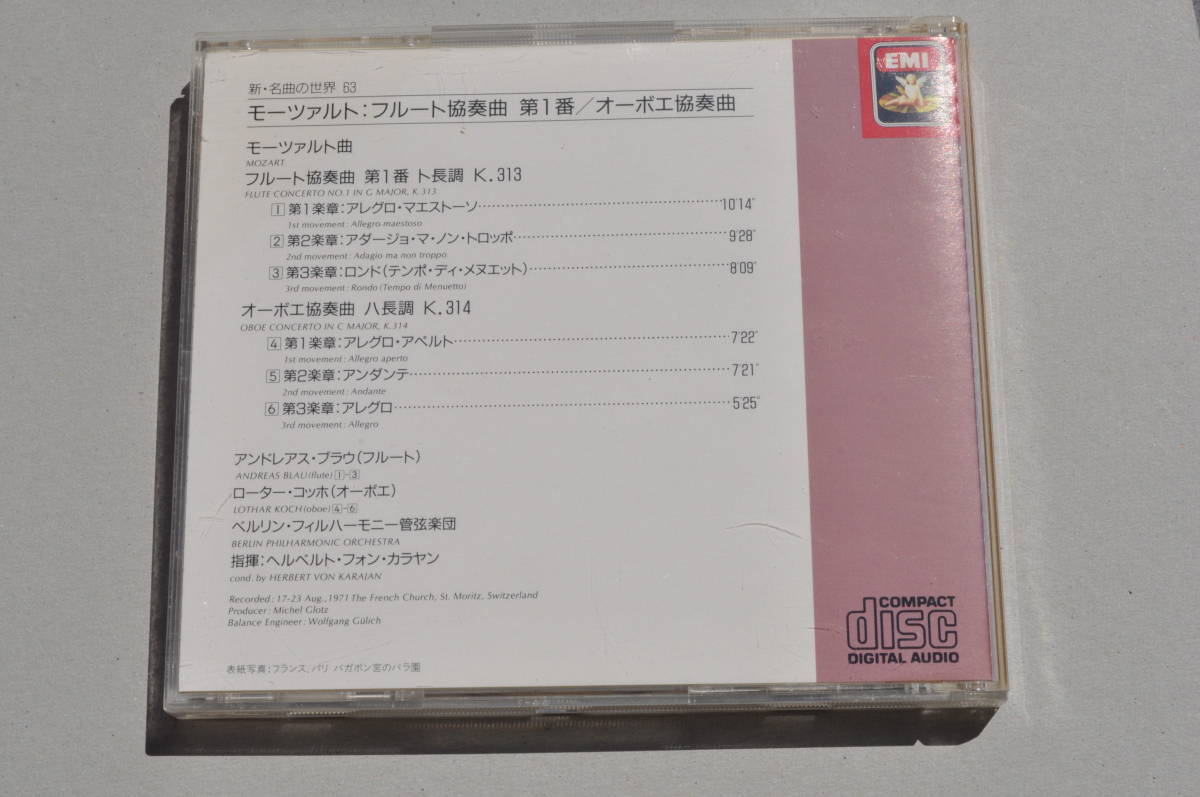 新・名曲の世界 63
モーツァルト:フルート協奏曲 第1番/オーボエ協奏曲
EMI
モーツァルト曲
MOZART
フルート協奏曲 第1番 ト長調 K.313
FLUTE CONCERTO NO.1 IN G MAJOR, K.313
1 第1楽章:アレグロ・マエストーソ 10'14"
1st movement: Allegro maestoso
2 第2楽章:アダージョ・マ・ノン・トロッポ 9'28"
2nd movement: Adagio ma non troppo
3 第3楽章:ロンド(テンポ・ディ・メヌエット) 8'09"
3rd movement: Rondo (Tempo di Menuetto)
オーボエ協奏曲 ハ長調 K.314
OBOE CONCERTO IN C MAJOR, K.314
4 第1楽章:アレグロ・アペルト 7'22"
1st movement: Allegro aperto
5 第2楽章:アンダンテ 7'21"
2nd movement: Andante
6 第3楽章:アレグロ 5'25"
3rd movement: Allegro
アンドレアス・ブラウ(フルート)
ANDREAS BLAU (flute) 1-3
ローター・コッホ(オーボエ)
LOTHAR KOCH (oboe) 4-6
ベルリン・フィルハーモニー管弦楽団
BERLIN PHILHARMONIC ORCHESTRA
指揮:ヘルベルト・フォン・カラヤン
cond. by HERBERT VON KARAJAN
Recorded: 17-23 Aug., 1971 The French Church, St. Moritz, Switzerland
Producer: Michel Glotz
Balance Engineer: Wolfgang Gülich
表紙写真:フランス、パリ バガボン宮のバラ園
COMPACT
disc
DIGITAL AUDIO